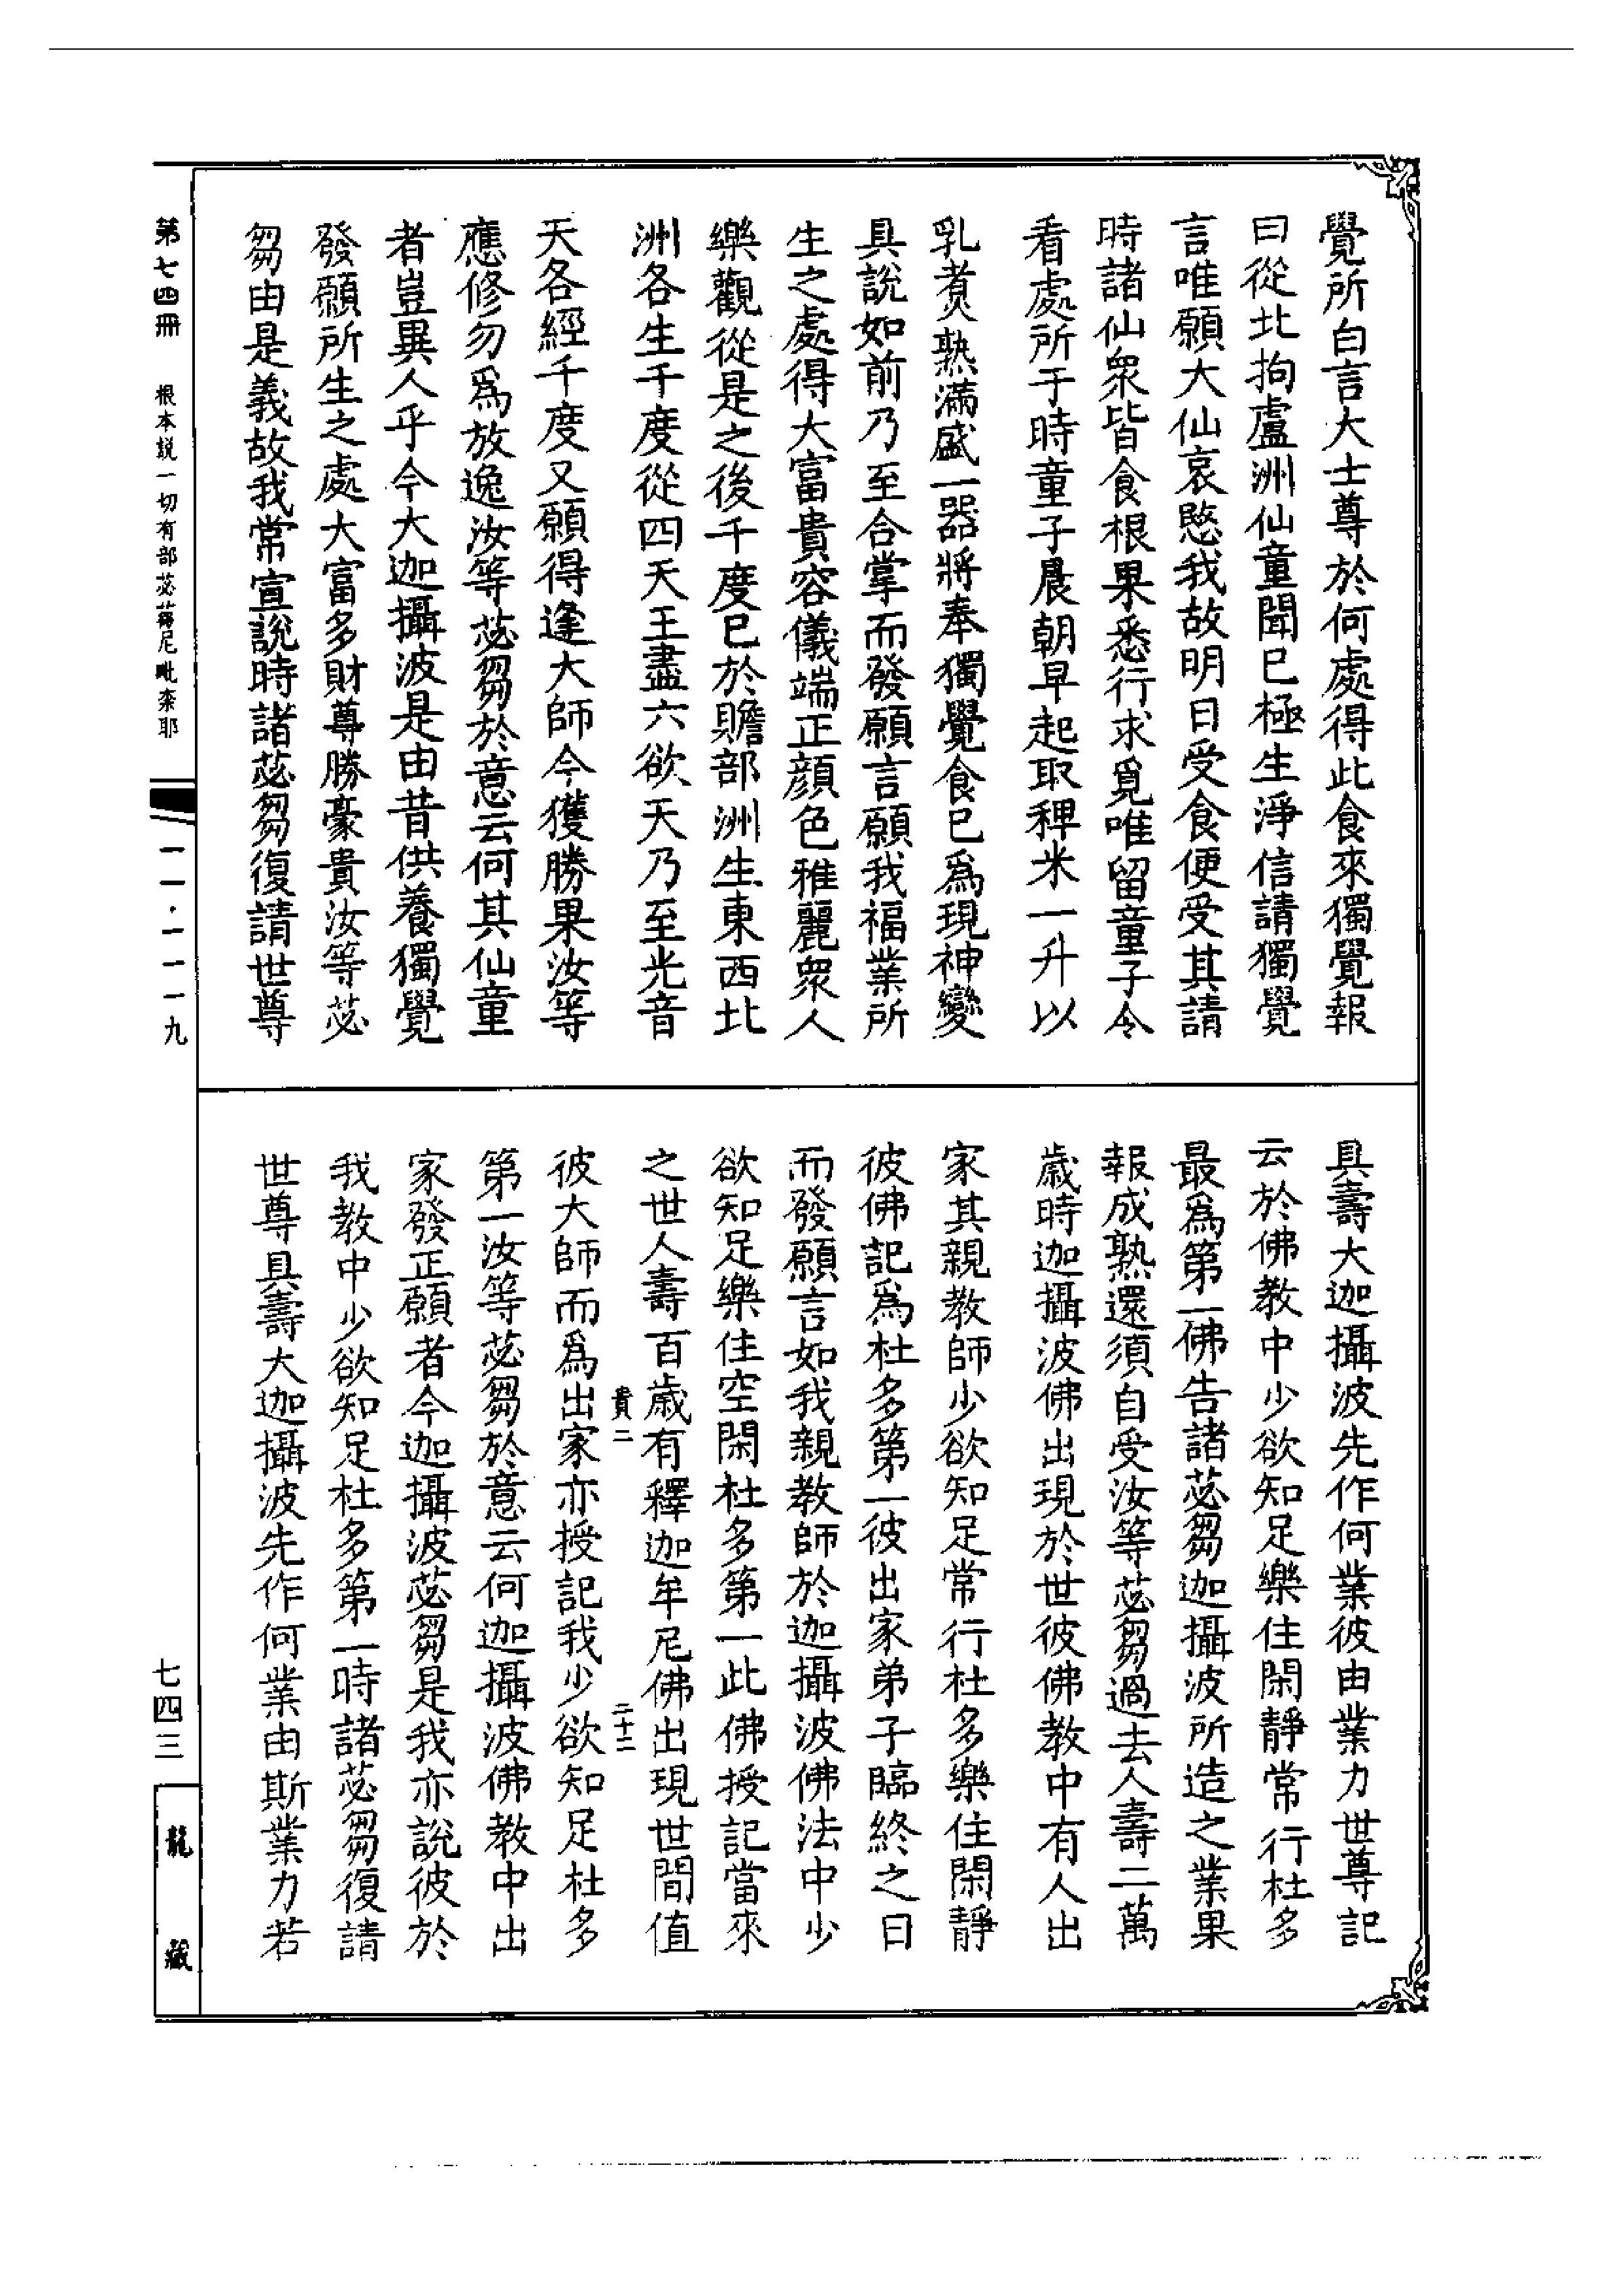 覺所白言大士尊於何處得此食來獨覺報
曰從北拘盧洲仙童聞已極生淨信請獨覺
言唯願大仙哀愍我故明日受食便受其請
時諸仙眾皆食根果悉行求覓唯留童子令
看處所于時童子晨朝早起取稗米一升以
乳煑熟滿盛一器將奉獨覺食已爲現神變
具說如前乃至合掌而發願言願我福業所
生之處得大富貴容儀端正顏色雅麗衆人
樂觀從是之後千度已於贍部洲生東西北
洲各生千度從四天王盡六欲天乃至光音
天各經千度又願得逢大師今獲勝果汝等
應修勿爲放逸汝等苾芻於意云何其仙童
者豈異人乎今大迦攝波是由昔供養獨覺
發願所生之處大富多財尊勝豪貴汝等苾
芻由是義故我常宣說時諸苾芻復請世尊
具壽大迦攝波先作何業彼由業力世尊記
云於佛教中少欲知足樂住閑靜常行杜多
最爲第一佛告諸苾芻迦攝波所造之業果
報成熟還須自受汝等苾芻過去人壽二萬
歲時迦攝波佛出現於世彼佛教中有人出
家其親教師少欲知足常行杜多樂住閑靜
彼佛記爲杜多第一彼出家弟子臨終之日
而發願言如我親教師於迦攝波佛法中少
欲知足樂住空閑杜多第一此佛授記當來
之世人壽百歲有釋迦牟尼佛出現世間值
貴二 二十二
彼大師而爲出家亦授記我少欲知足杜多
第一汝等苾芻於意云何迦攝波佛教中出
家發正願者今迦攝波苾芻是我亦說彼於
我教中少欲知足杜多第一時諸苾芻復請
世尊具壽大迦攝波先作何業由斯業力若
第七四冊 根本說一切有部苾蒭尼毗柰耶
一一·一一一九
七四三
龍藏